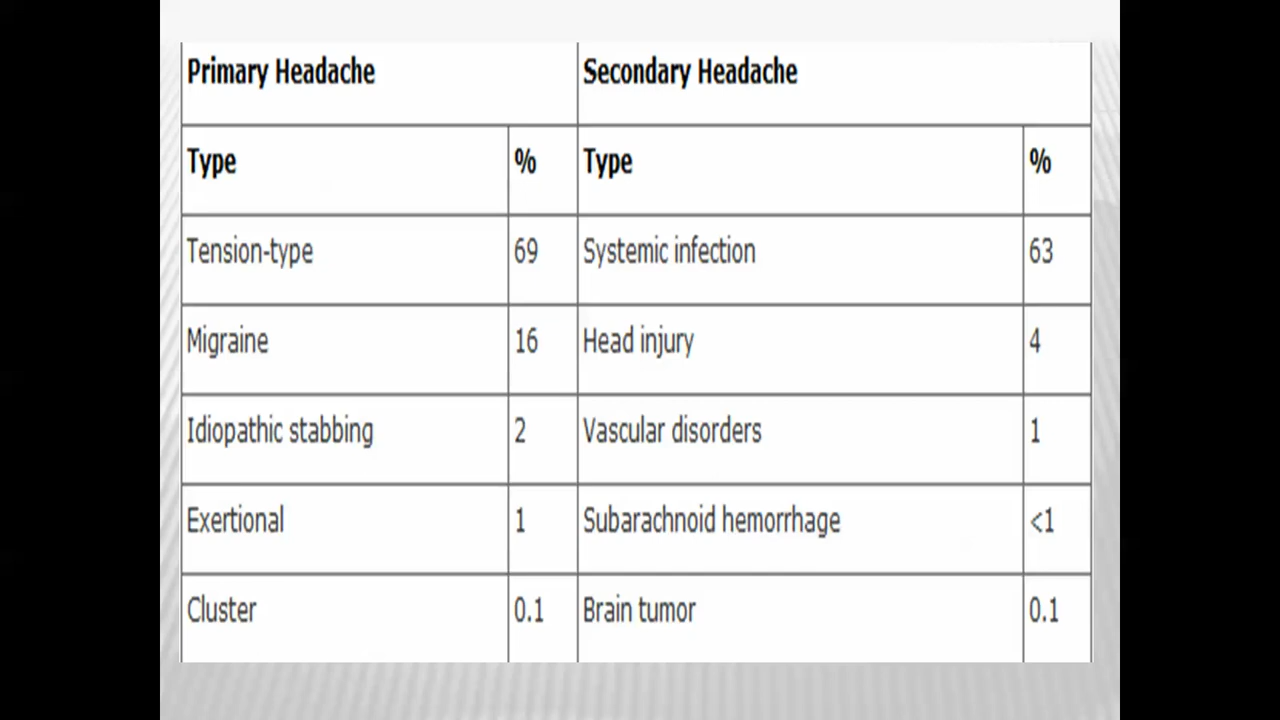 Primary Headache Secondary Headache
Type % Type %
Tension-type 69 Systemic infection 63
Migraine 16 Head injury 4
Idiopathic stabbing 2 Vascular disorders 1
Exertional 1 Subarachnoid hemorrhage <1
Cluster 0.1 Brain tumor 0.1